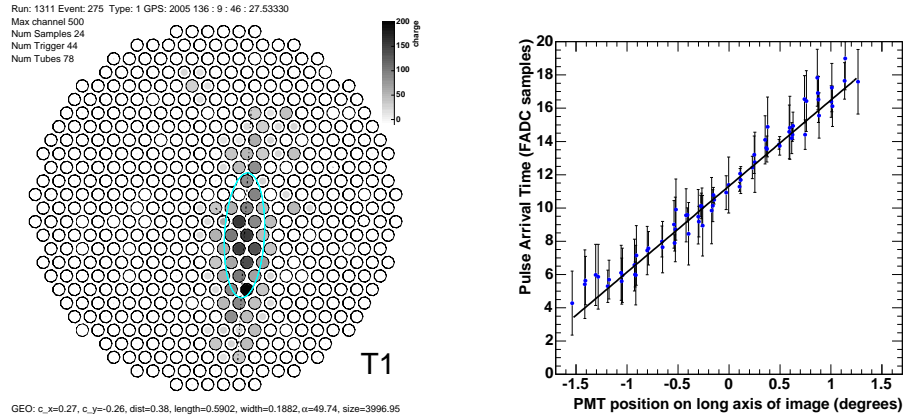 Run: 1311 Event: 275 Type: 1 GPS: 2005 136 : 9 : 46 : 27.53330
Max channel 500
Num Samples 24
Num Trigger 44
Num Tubes 78
200
150
100
50
0
charge
T1
GEO: c_x=0.27, c_y=-0.26, dist=0.38, length=0.5902, width=0.1882, α=49.74, size=3996.95
Pulse Arrival Time (FADC samples)
20
18
16
14
12
10
8
6
4
2
0
-1.5 -1 -0.5 0 0.5 1 1.5
PMT position on long axis of image (degrees)